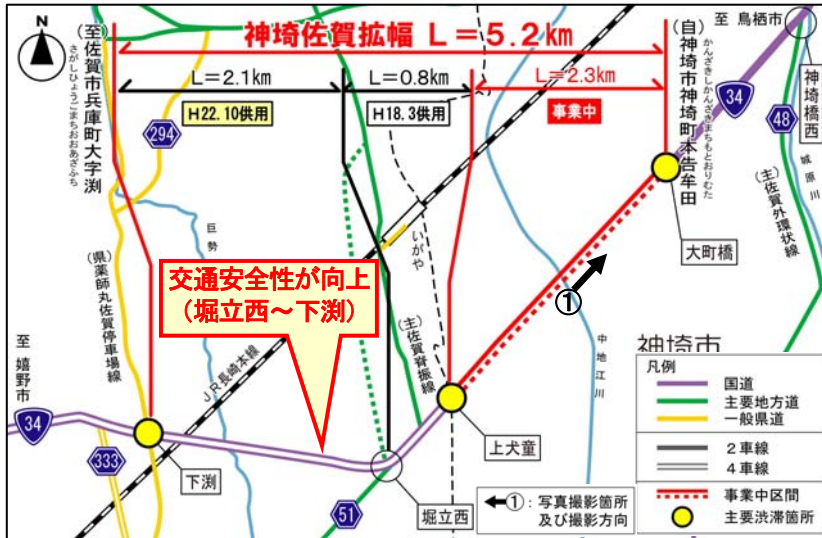 神埼佐賀拡幅 L=5.2km
L=2.1km
L=0.8km
L=2.3km
H22.10供用
H18.3供用
事業中
N
(至)佐賀市兵庫町大字渕
さがしひょうごまちおおあざふち
(自)神埼市神埼町本告牟田
かんざきしかんざきまちもとおりむた
至 鳥栖市
神埼橋西
34
48
294
城原川
(主)佐賀外環状線
大町橋
巨勢
いがや
(県)薬師丸佐賀停車場線
交通安全性が向上
(堀立西~下渕)
(主)佐賀脊振線
①
中地江川
神埼市
至 嬉野市
JR長崎本線
34
333
下渕
上犬童
堀立西
51
凡例
国道
主要地方道
一般県道
2車線
4車線
事業中区間
主要渋滞箇所
①:写真撮影箇所
及び撮影方向